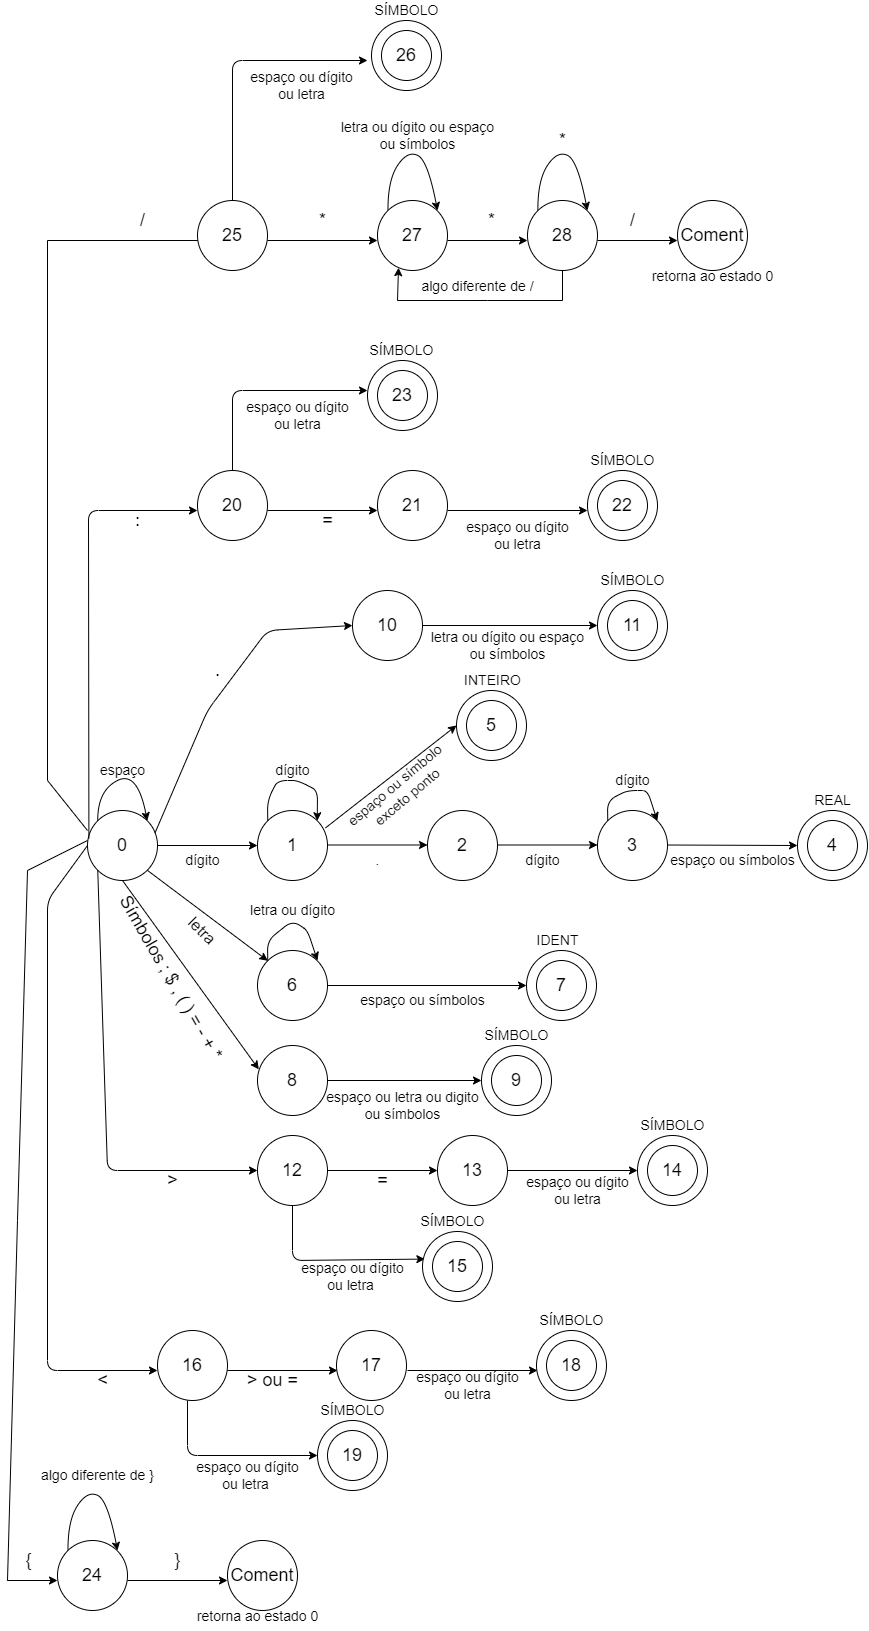 SÍMBOLO
26
espaço ou dígito
ou letra
letra ou dígito ou espaço
ou símbolos
*
/
25
*
27
*
28
/
Coment
retorna ao estado 0
algo diferente de /
SÍMBOLO
23
espaço ou dígito
ou letra
SÍMBOLO
20
21
22
:
=
espaço ou dígito
ou letra
SÍMBOLO
10
11
letra ou dígito ou espaço
ou símbolos
.
INTEIRO
5
espaço ou símbolo
exceto ponto
espaço
dígito
dígito
REAL
0
1
2
3
4
dígito
.
dígito
espaço ou símbolos
letra
letra ou dígito
IDENT
6
7
espaço ou símbolos
Símbolos ; $ , ( ) = - + *
SÍMBOLO
8
9
espaço ou letra ou digito
ou símbolos
SÍMBOLO
12
13
14
>
=
espaço ou dígito
ou letra
SÍMBOLO
15
espaço ou dígito
ou letra
SÍMBOLO
16
17
18
<
> ou =
espaço ou dígito
ou letra
SÍMBOLO
19
espaço ou dígito
ou letra
algo diferente de }
{
24
}
Coment
retorna ao estado 0